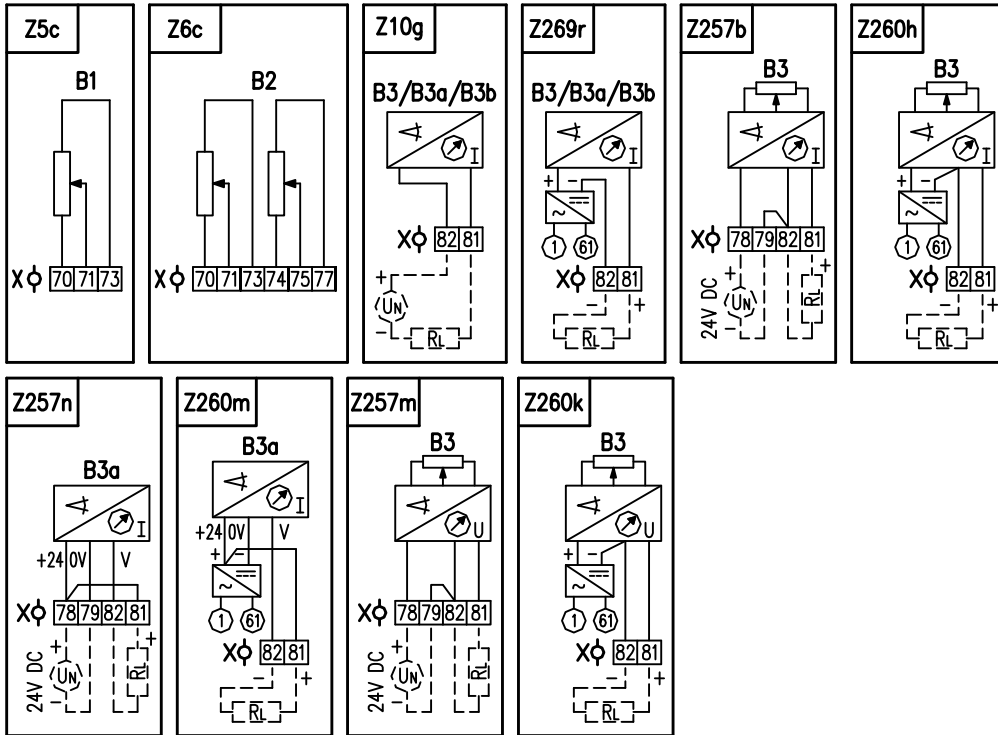 Z5c
B1
X 70 71 73
Z6c
B2
X 70 71 73 74 75 77
Z10g
B3/B3a/B3b
I
X 82 81
+
UN
-
RL
Z269r
B3/B3a/B3b
I
+ -
~
1 61
X 82 81
- +
RL
Z257b
B3
I
X 78 79 82 81
+ +
24V DC
UN
RL
-
Z260h
B3
I
+ -
~
1 61
X 82 81
- +
RL
Z257n
B3a
I
+24 0V V
X 78 79 82 81
+ +
24V DC
UN
RL
-
Z260m
B3a
I
+24 0V V
+ -
~
1 61
X 82 81
- +
RL
Z257m
B3
U
X 78 79 82 81
+ +
24V DC
UN
RL
-
Z260k
B3
U
+ -
~
1 61
X 82 81
- +
RL